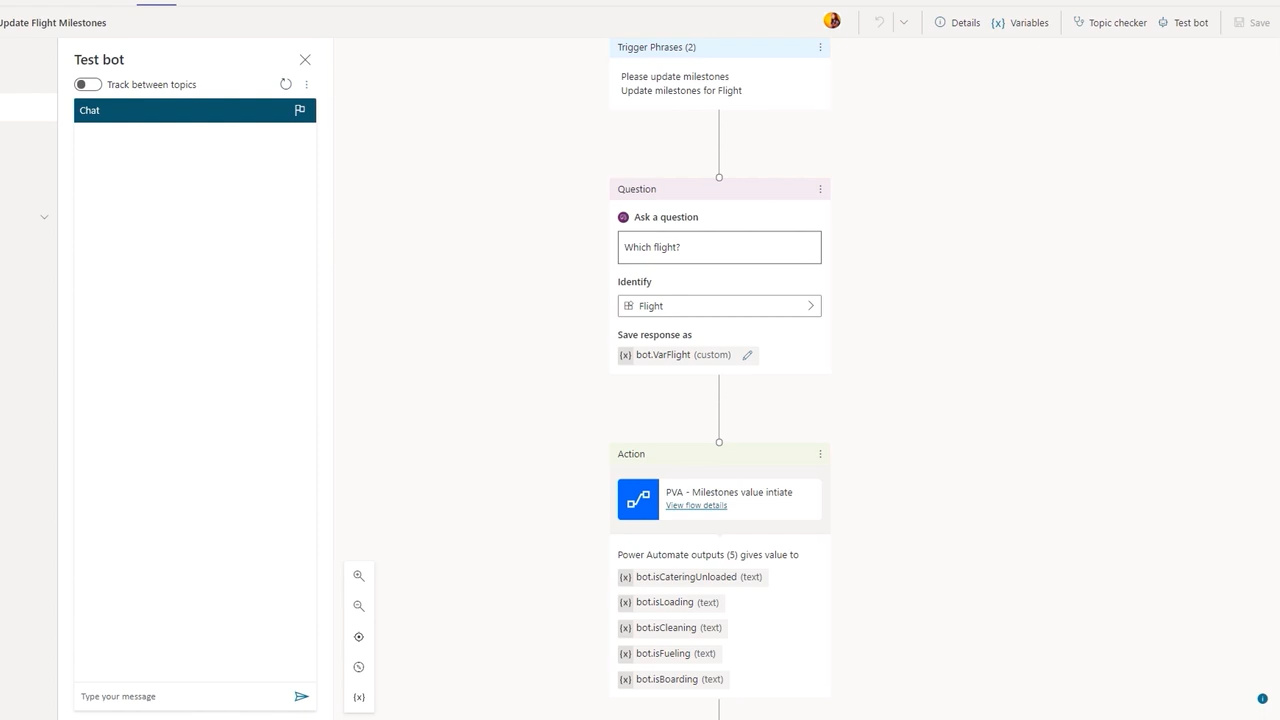 Update Flight Milestones
Details
{x} Variables
Topic checker
Test bot
Save
Test bot
Track between topics
Chat
Type your message
Trigger Phrases (2)
Please update milestones
Update milestones for Flight
Question
Ask a question
Which flight?
Identify
Flight
Save response as
{x} bot.VarFlight (custom)
Action
PVA - Milestones value intiate
View flow details
Power Automate outputs (5) gives value to
{x} bot.isCateringUnloaded (text)
{x} bot.isLoading (text)
{x} bot.isCleaning (text)
{x} bot.isFueling (text)
{x} bot.isBoarding (text)
{x}